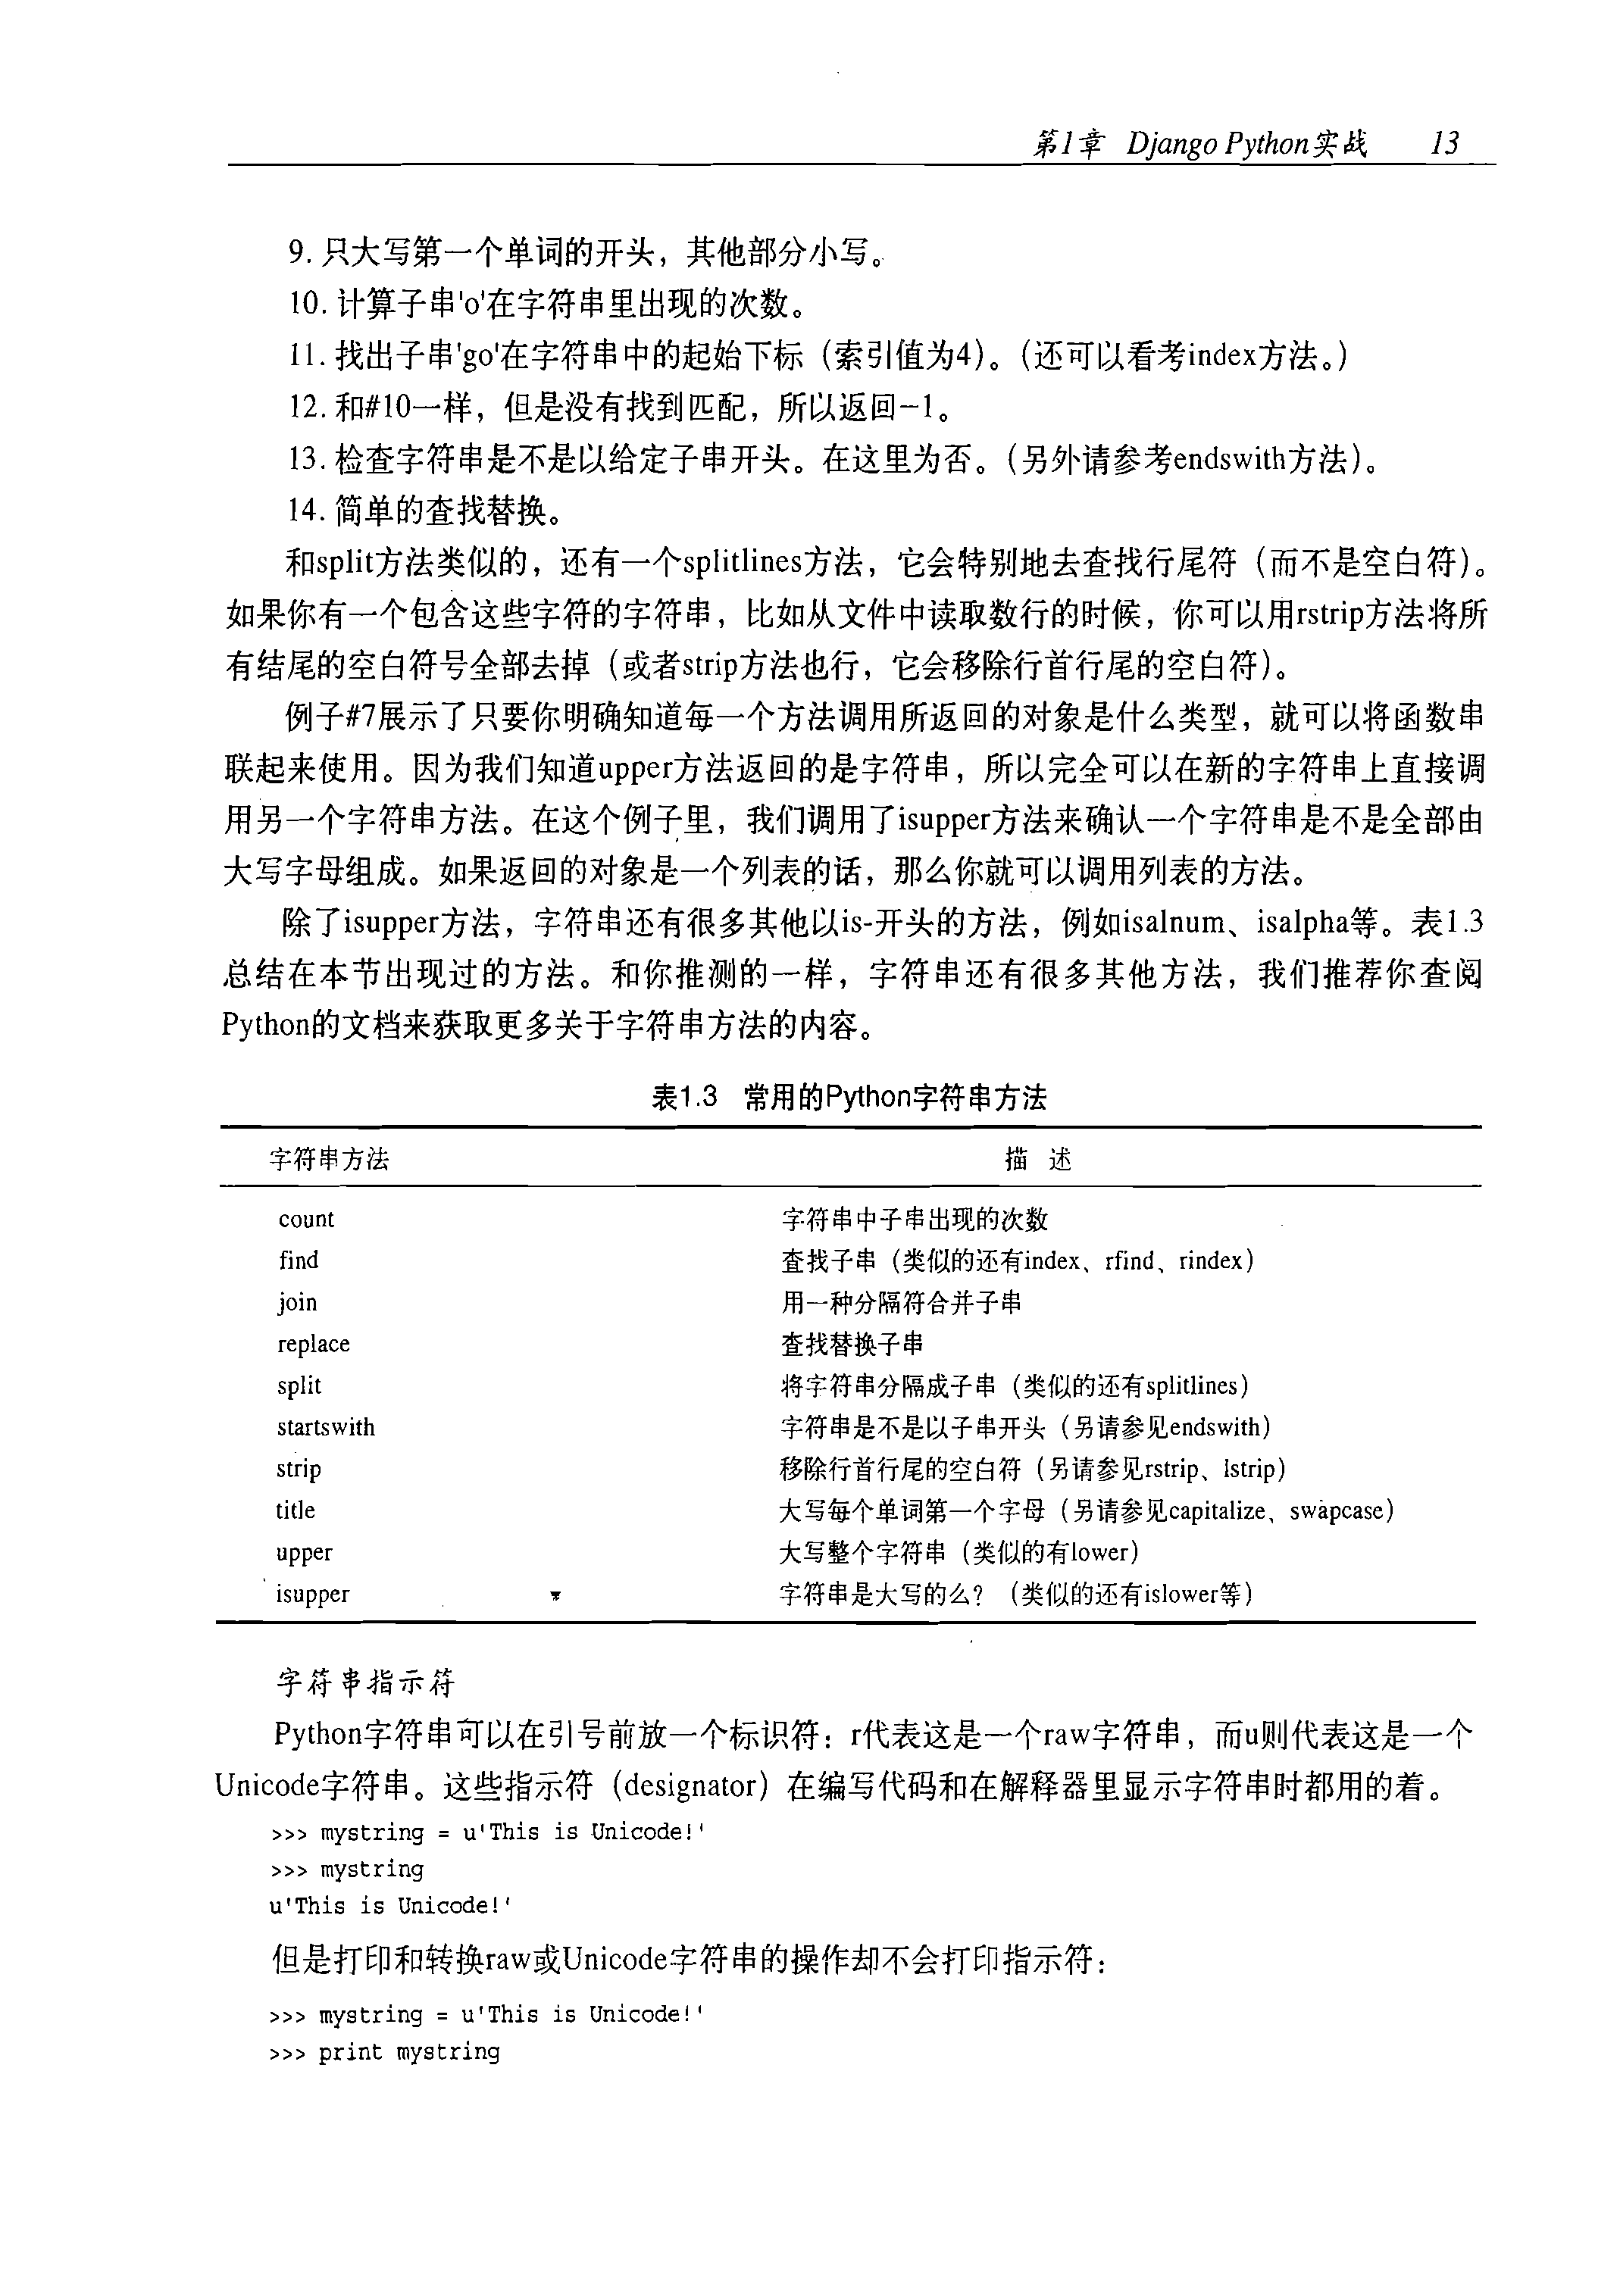 第1章 Django Python实战 13
9. 只大写第一个单词的开头，其他部分小写。
10. 计算子串'o'在字符串里出现的次数。
11. 找出子串'go'在字符串中的起始下标（索引值为4）。（还可以看考index方法。）
12. 和#10一样，但是没有找到匹配，所以返回-1。
13. 检查字符串是不是以给定子串开头。在这里为否。（另外请参考endswith方法）。
14. 简单的查找替换。
和split方法类似的，还有一个splitlines方法，它会特别地去查找行尾符（而不是空白符）。
如果你有一个包含这些字符的字符串，比如从文件中读取数行的时候，你可以用rstrip方法将所
有结尾的空白符号全部去掉（或者strip方法也行，它会移除行首行尾的空白符）。
例子#7展示了只要你明确知道每一个方法调用所返回的对象是什么类型，就可以将函数串
联起来使用。因为我们知道upper方法返回的是字符串，所以完全可以在新的字符串上直接调
用另一个字符串方法。在这个例子里，我们调用了isupper方法来确认一个字符串是不是全部由
大写字母组成。如果返回的对象是一个列表的话，那么你就可以调用列表的方法。
除了isupper方法，字符串还有很多其他以is-开头的方法，例如isalnum、isalpha等。表1.3
总结在本节出现过的方法。和你推测的一样，字符串还有很多其他方法，我们推荐你查阅
Python的文档来获取更多关于字符串方法的内容。
表1.3 常用的Python字符串方法
字符串方法 描 述
count 字符串中子串出现的次数
find 查找子串（类似的还有index、rfind、rindex）
join 用一种分隔符合并子串
replace 查找替换子串
split 将字符串分隔成子串（类似的还有splitlines）
startswith 字符串是不是以子串开头（另请参见endswith）
strip 移除行首行尾的空白符（另请参见rstrip、lstrip）
title 大写每个单词第一个字母（另请参见capitalize、swapcase）
upper 大写整个字符串（类似的有lower）
isupper 字符串是大写的么？（类似的还有islower等）
字符串指示符
Python字符串可以在引号前放一个标识符：r代表这是一个raw字符串，而u则代表这是一个
Unicode字符串。这些指示符（designator）在编写代码和在解释器里显示字符串时都用的着。
>>> mystring = u'This is Unicode!'
>>> mystring
u'This is Unicode!'
但是打印和转换raw或Unicode字符串的操作却不会打印指示符：
>>> mystring = u'This is Unicode!'
>>> print mystring